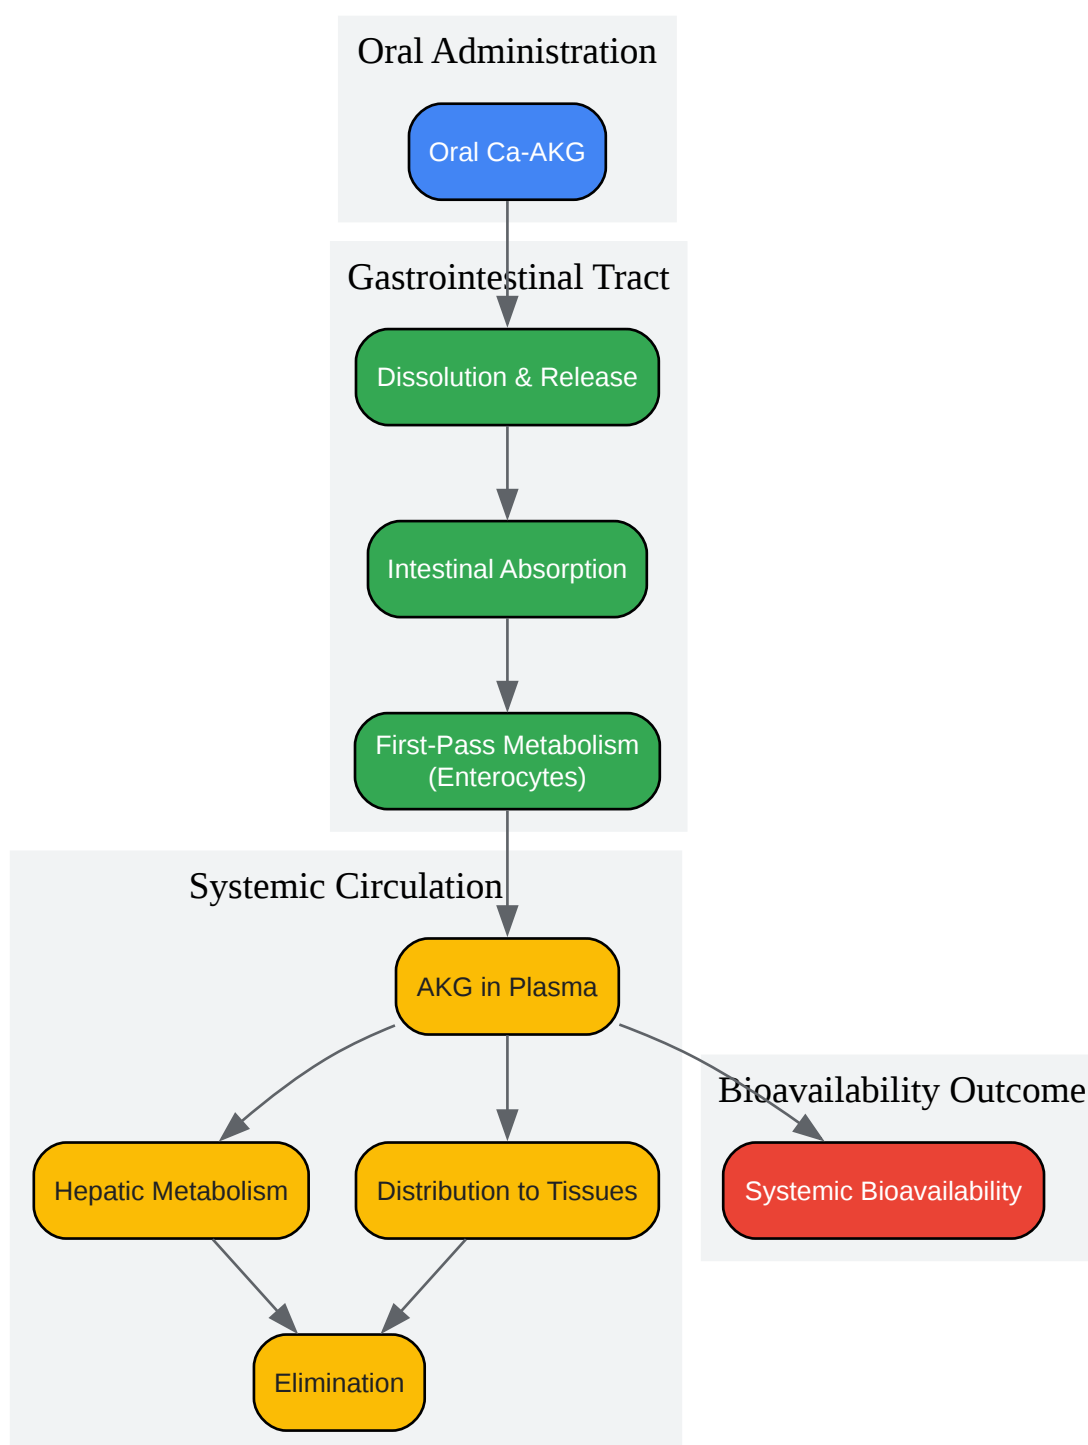 Oral Administration
Oral Ca-AKG
Gastrointestinal Tract
Dissolution & Release
Intestinal Absorption
First-Pass Metabolism
(Enterocytes)
Systemic Circulation
AKG in Plasma
Bioavailability Outcome
Hepatic Metabolism
Distribution to Tissues
Systemic Bioavailability
Elimination